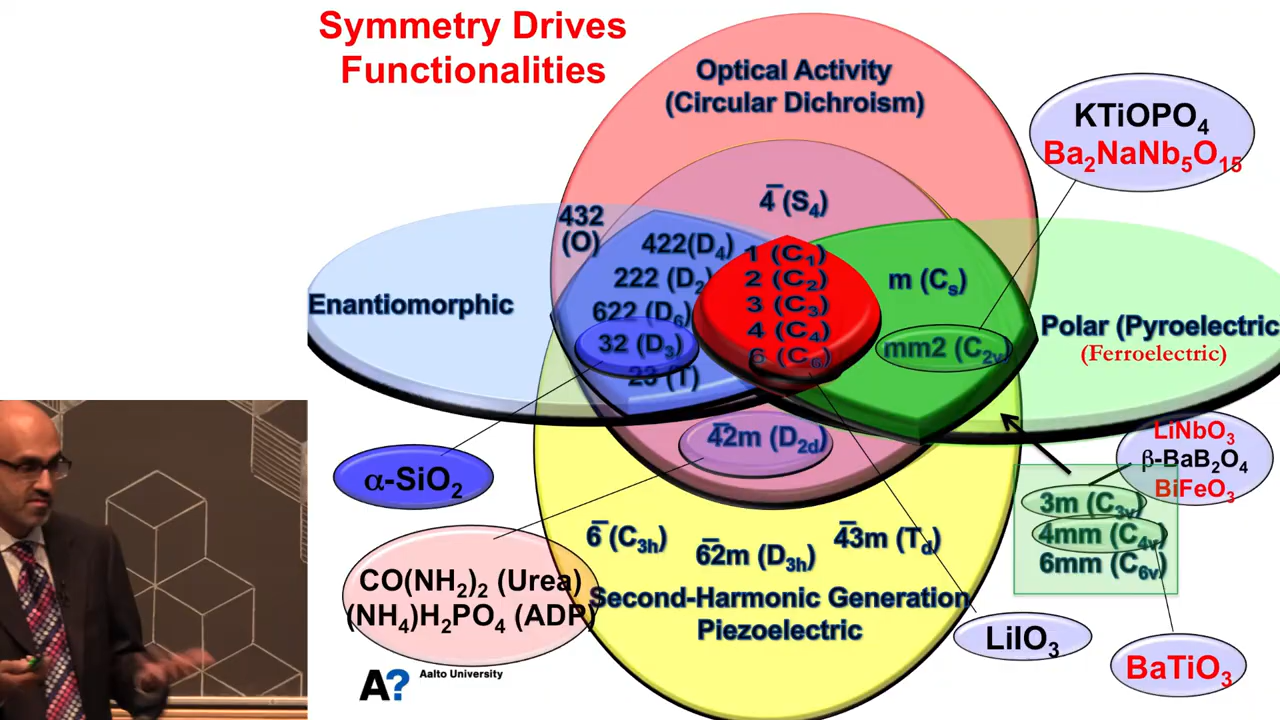 Symmetry Drives
Functionalities
Optical Activity
(Circular Dichroism)
KTiOPO₄
Ba₂NaNb₅O₁₅
4̅ (S₄)
432
(O)
422(D₄)
222 (D₂)
622 (D₆)
32 (D₃)
23 (T)
1 (C₁)
2 (C₂)
3 (C₃)
4 (C₄)
6 (C₆)
m (Cₛ)
mm2 (C₂ᵥ)
Enantiomorphic
Polar (Pyroelectric
(Ferroelectric)
4̅2m (D₂d)
α-SiO₂
LiNbO₃
β-BaB₂O₄
BiFeO₃
3m (C₃ᵥ)
4mm (C₄ᵥ)
6mm (C₆ᵥ)
6̅ (C₃h)
6̅2m (D₃h)
4̅3m (T_d)
CO(NH₂)₂ (Urea)
(NH₄)H₂PO₄ (ADP)
Second-Harmonic Generation
Piezoelectric
LiIO₃
BaTiO₃
A?
Aalto University